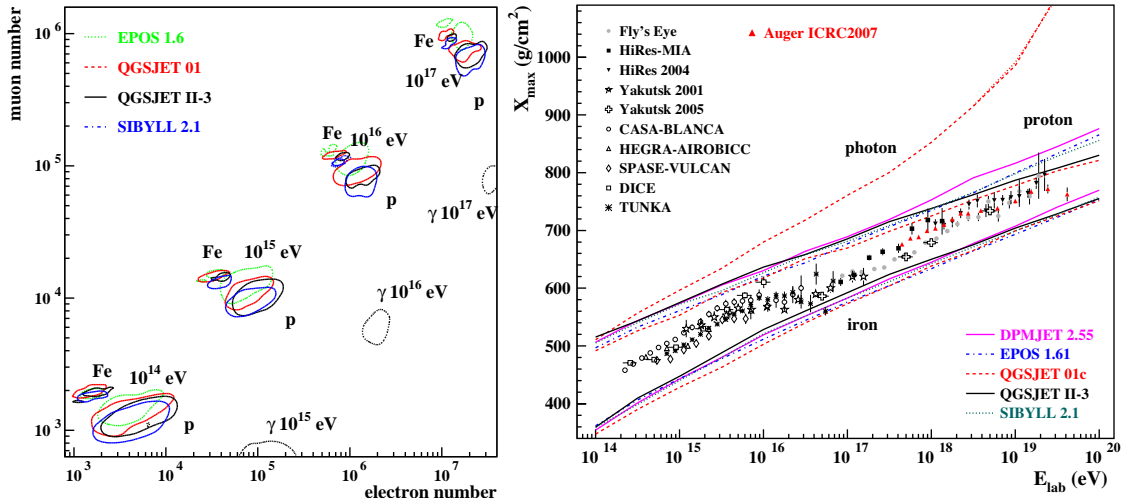 muon number
10^6
10^5
10^4
10^3
EPOS 1.6
QGSJET 01
QGSJET II-3
SIBYLL 2.1
Fe
10^17 eV
p
Fe
10^16 eV
p
γ 10^17 eV
Fe
10^15 eV
p
γ 10^16 eV
Fe
10^14 eV
p
γ 10^15 eV
10^3 10^4 10^5 10^6 10^7
electron number
X_max (g/cm^2)
1000
900
800
700
600
500
400
Fly's Eye
HiRes-MIA
HiRes 2004
Yakutsk 2001
Yakutsk 2005
CASA-BLANCA
HEGRA-AIROBICC
SPASE-VULCAN
DICE
TUNKA
Auger ICRC2007
proton
photon
iron
DPMJET 2.55
EPOS 1.61
QGSJET 01c
QGSJET II-3
SIBYLL 2.1
10^14 10^15 10^16 10^17 10^18 10^19 10^20
E_lab (eV)